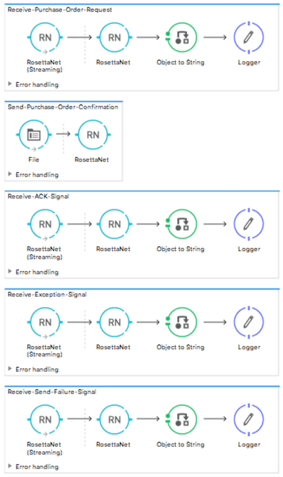 Receive-Purchase-Order-Request
RN
RN
RosettaNet
(Streaming)
RosettaNet
Object to String
Logger
Error handling
Send-Purchase-Order-Confirmation
RN
File
RosettaNet
Error handling
Receive-ACK-Signal
RN
RN
RosettaNet
(Streaming)
RosettaNet
Object to String
Logger
Error handling
Receive-Exception-Signal
RN
RN
RosettaNet
(Streaming)
RosettaNet
Object to String
Logger
Error handling
Receive-Send-Failure-Signal
RN
RN
RosettaNet
(Streaming)
RosettaNet
Object to String
Logger
Error handling